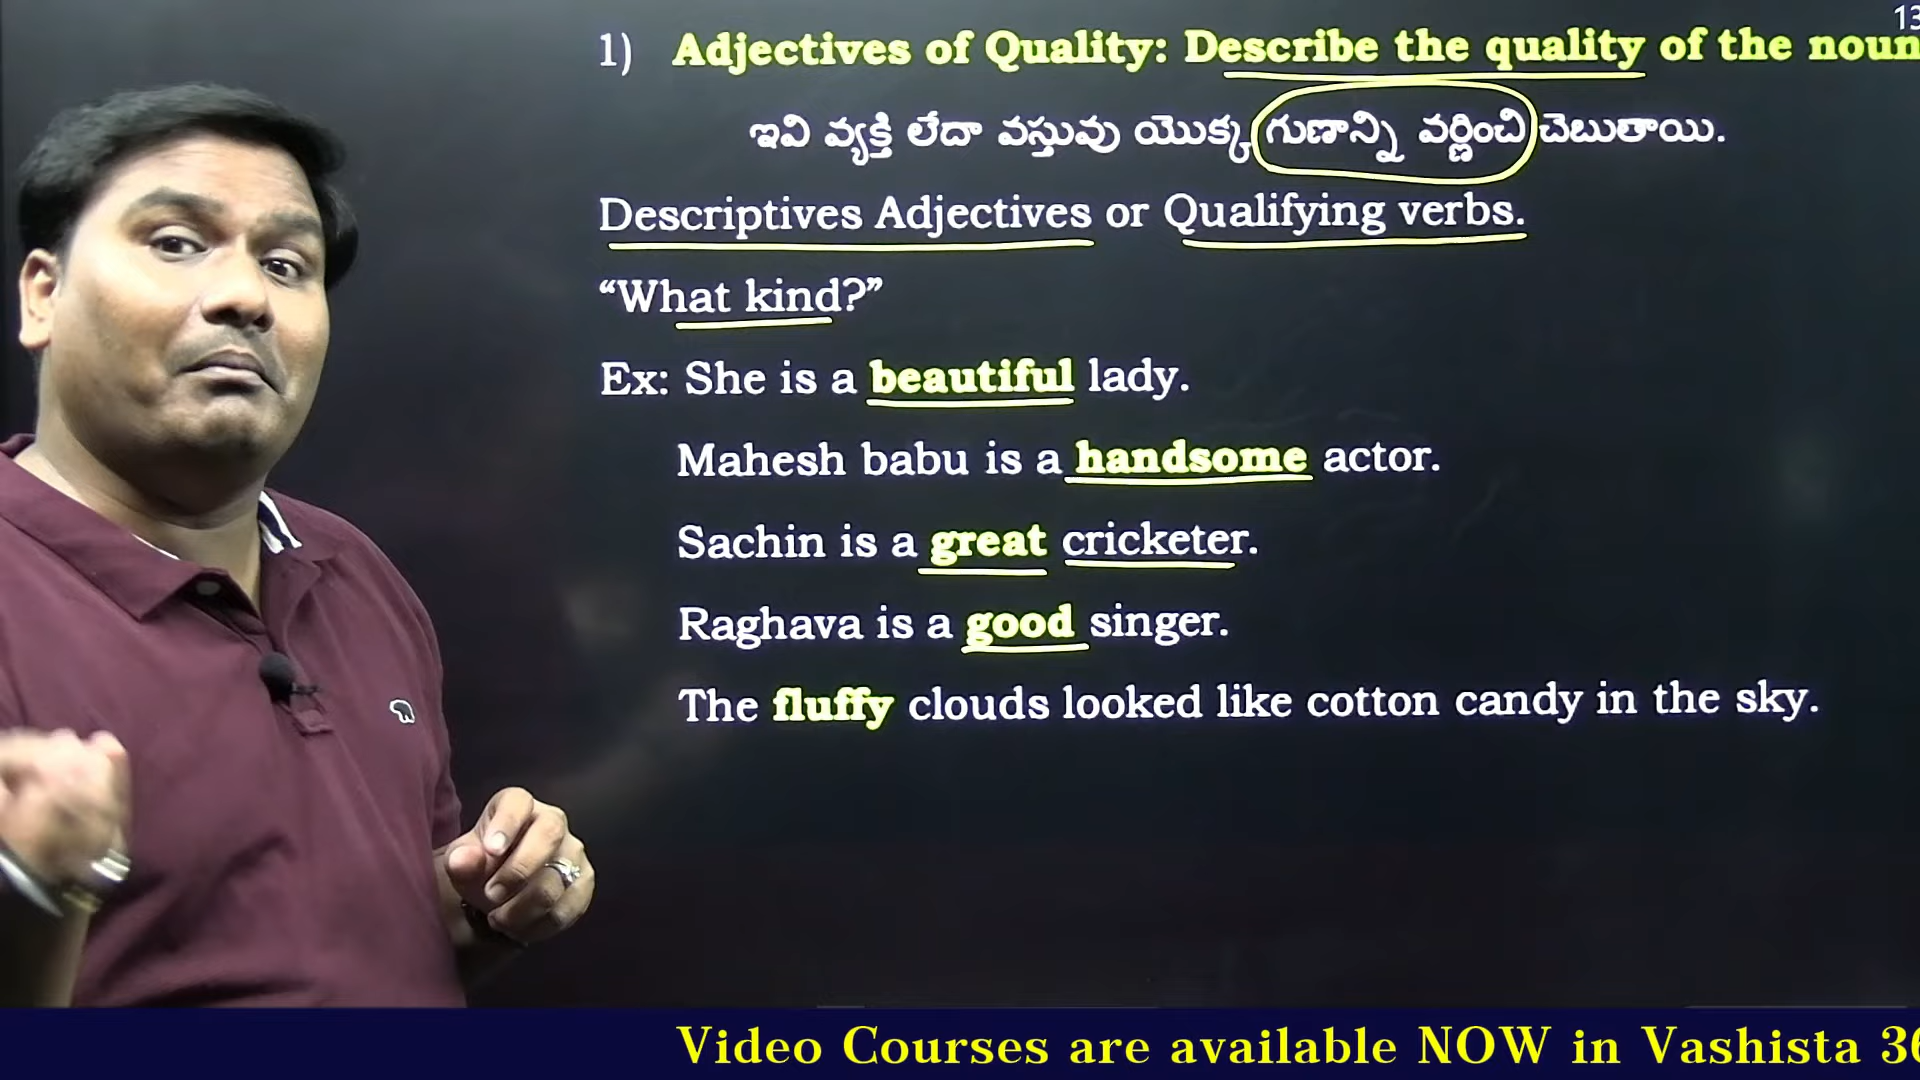 13
1) Adjectives of Quality: Describe the quality of the noun
ఇవి వ్యక్తి లేదా వస్తువు యొక్క గుణాన్ని వర్ణించి చెబుతాయి.
Descriptives Adjectives or Qualifying verbs.
“What kind?”
Ex: She is a beautiful lady.
Mahesh babu is a handsome actor.
Sachin is a great cricketer.
Raghava is a good singer.
The fluffy clouds looked like cotton candy in the sky.
Video Courses are available NOW in Vashista